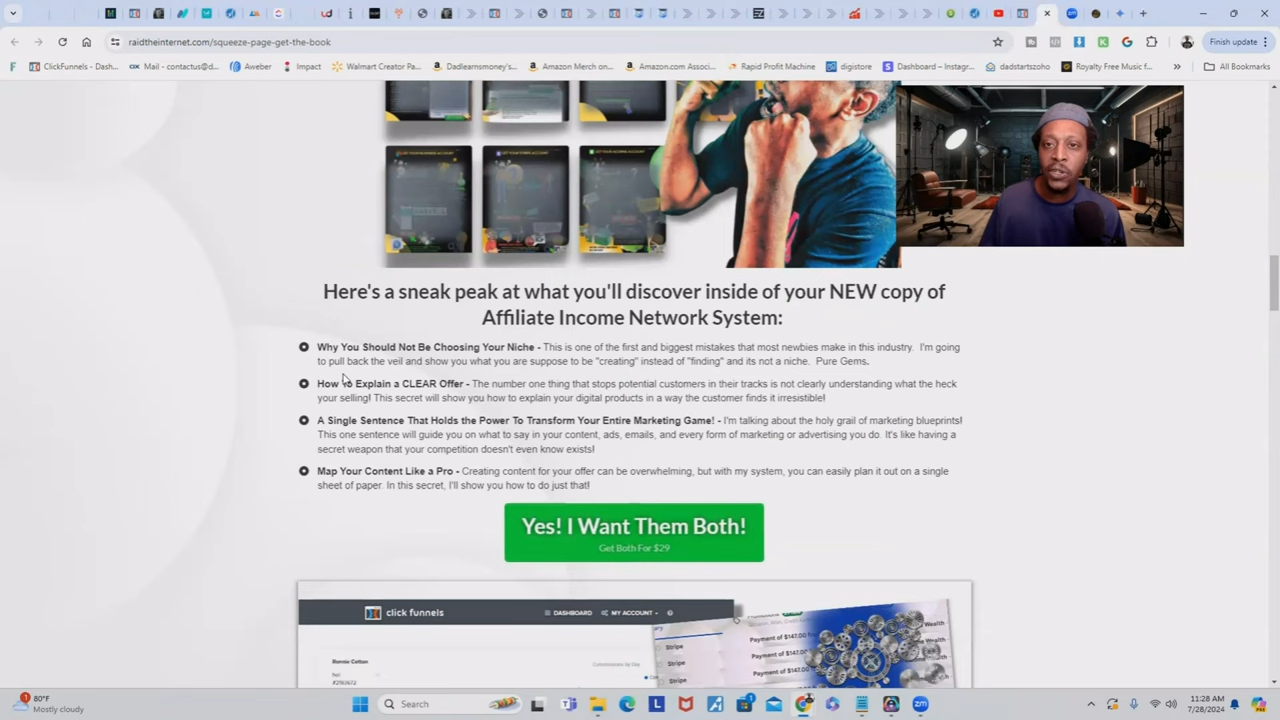 raidtheinternet.com/squeeze-page-get-the-book
Finish update
F
ClickFunnels - Dash...
Mail - contactus@d...
Aweber
Impact
Walmart Creator Pa...
Dadlearnsmoney's...
Amazon Merch on...
Amazon.com Associ...
Rapid Profit Machine
digistore
Dashboard – Instagr...
dadstartszoho
Royalty Free Music f...
All Bookmarks
Here's a sneak peak at what you'll discover inside of your NEW copy of
Affiliate Income Network System:
Why You Should Not Be Choosing Your Niche - This is one of the first and biggest mistakes that most newbies make in this industry. I'm going
to pull back the veil and show you what you are suppose to be "creating" instead of "finding" and its not a niche. Pure Gems.
How To Explain a CLEAR Offer - The number one thing that stops potential customers in their tracks is not clearly understanding what the heck
your selling! This secret will show you how to explain your digital products in a way the customer finds it irresistible!
A Single Sentence That Holds the Power To Transform Your Entire Marketing Game! - I'm talking about the holy grail of marketing blueprints!
This one sentence will guide you on what to say in your content, ads, emails, and every form of marketing or advertising you do. It's like having a
secret weapon that your competition doesn't even know exists!
Map Your Content Like a Pro - Creating content for your offer can be overwhelming, but with my system, you can easily plan it out on a single
sheet of paper. In this secret, I'll show you how to do just that!
Yes! I Want Them Both!
Get Both For $29
click funnels
DASHBOARD
MY ACCOUNT
Commissions by Day
Stripe
Stripe
Stripe
Payment of $147.00
Payment of $147.00
Payment of $147.00
Wealth
Wealth
Wealth
80°F
Mostly cloudy
Search
11:28 AM
7/28/2024